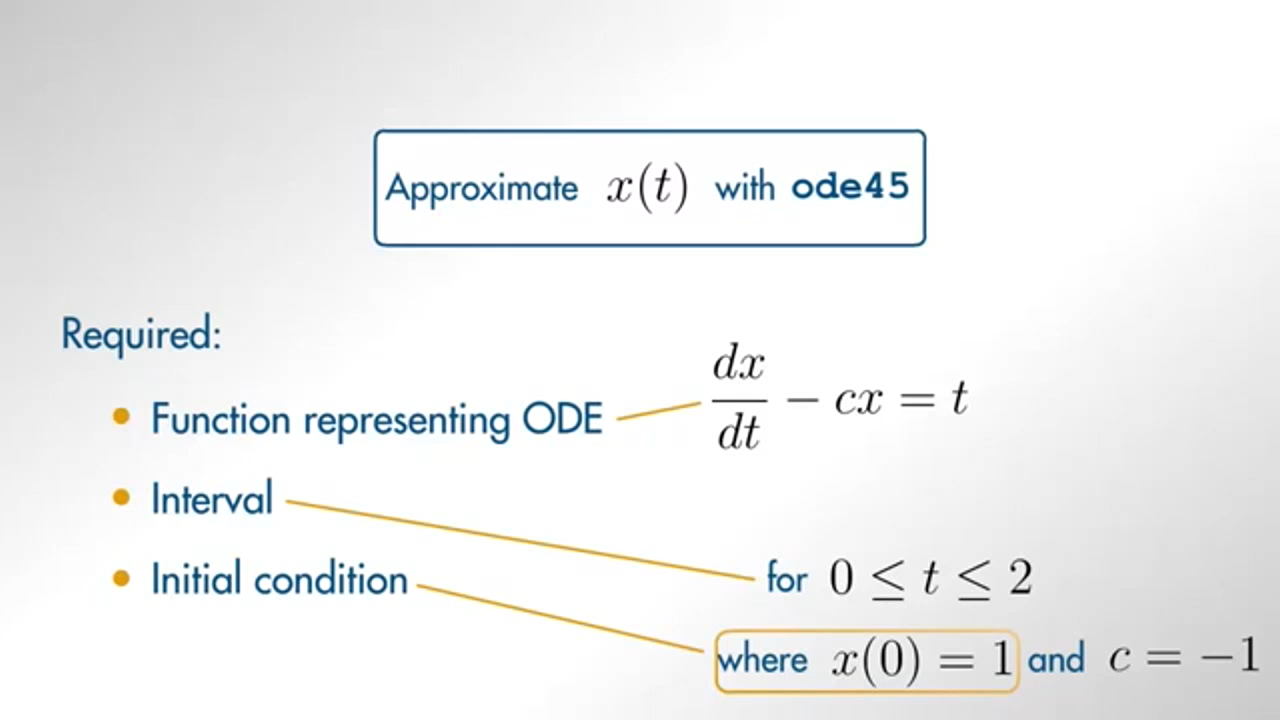 Approximate x(t) with ode45
Required:
• Function representing ODE
dx/dt − cx = t
• Interval
for 0 ≤ t ≤ 2
• Initial condition
where x(0) = 1 and c = −1